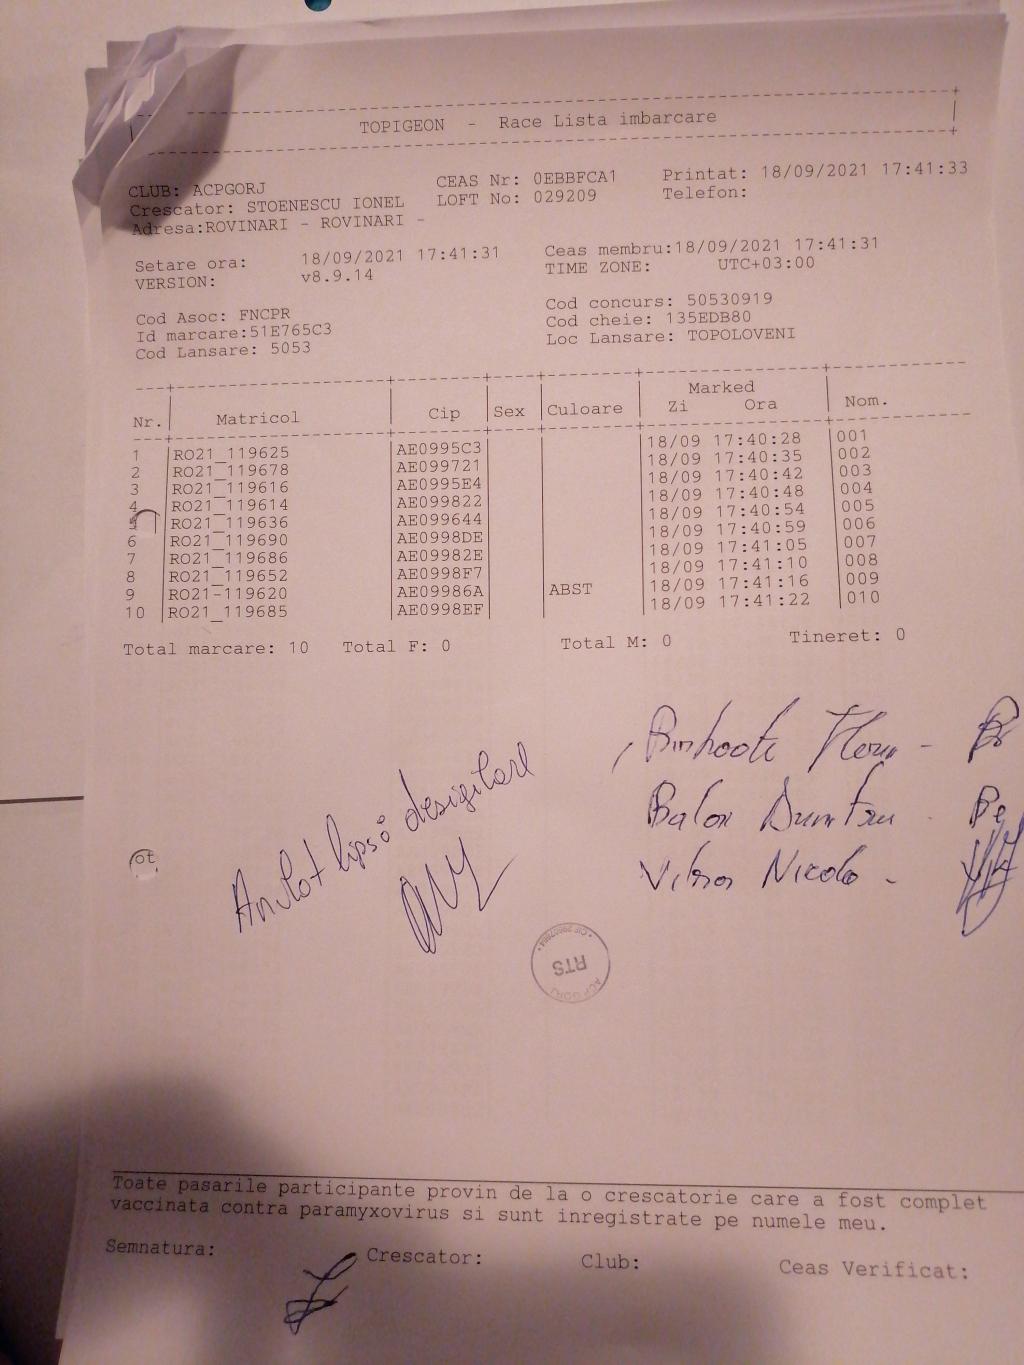 TOPIGEON - Race Lista imbarcare
CLUB: ACPGORJ CEAS Nr: 0EBBFCA1 Printat: 18/09/2021 17:41:33
Crescator: STOENESCU IONEL LOFT No: 029209 Telefon:
Adresa:ROVINARI - ROVINARI -
Setare ora: 18/09/2021 17:41:31 Ceas membru:18/09/2021 17:41:31
VERSION: v8.9.14 TIME ZONE: UTC+03:00
Cod Asoc: FNCPR Cod concurs: 50530919
Id marcare:51E765C3 Cod cheie: 135EDB80
Cod Lansare: 5053 Loc Lansare: TOPOLOVENI
Marked
Nr. Matricol Cip Sex Culoare Zi Ora Nom.
1 RO21_119625 AE0995C3 18/09 17:40:28 001
2 RO21_119678 AE099721 18/09 17:40:35 002
3 RO21_119616 AE0995E4 18/09 17:40:42 003
4 RO21_119614 AE099822 18/09 17:40:48 004
5 RO21_119636 AE099644 18/09 17:40:54 005
6 RO21_119690 AE0998DE 18/09 17:40:59 006
7 RO21_119686 AE09982E 18/09 17:41:05 007
8 RO21_119652 AE0998F7 18/09 17:41:10 008
9 RO21-119620 AE09986A ABST 18/09 17:41:16 009
10 RO21_119685 AE0998EF 18/09 17:41:22 010
Total marcare: 10 Total F: 0 Total M: 0 Tineret: 0
desigilare
ot
RTS
ACP GORJ
Toate pasarile participante provin de la o crescatorie care a fost complet
vaccinata contra paramyxovirus si sunt inregistrate pe numele meu.
Semnatura: Crescator: Club: Ceas Verificat: